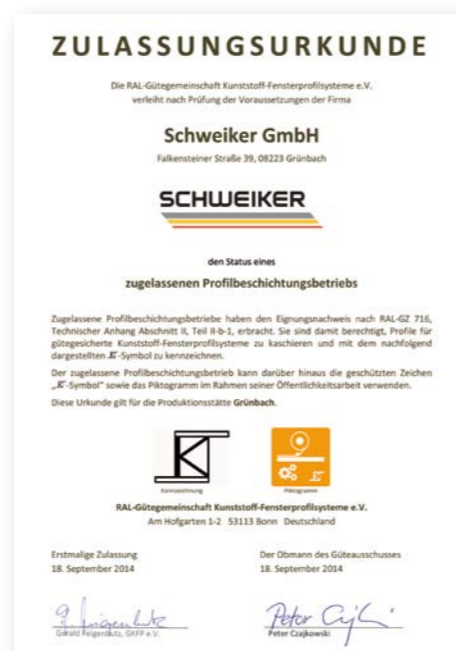 ZULASSUNGSURKUNDE
Die RAL-Gütegemeinschaft Kunststoff-Fensterprofilsysteme e.V.
verleiht nach Prüfung der Voraussetzungen der Firma
Schweiker GmbH
Falkensteiner Straße 39, 08223 Grünbach
SCHWEIKER
den Status eines
zugelassenen Profilbeschichtungsbetriebs
Zugelassene Profilbeschichtungsbetriebe haben den Eignungsnachweis nach RAL-GZ 716,
Technischer Anhang Abschnitt II, Teil II-b-1, erbracht. Sie sind damit berechtigt, Profile für
gütegesicherte Kunststoff-Fensterprofilsysteme zu kaschieren und mit dem nachfolgend
dargestellten K-Symbol zu kennzeichnen.
Der zugelassene Profilbeschichtungsbetrieb kann darüber hinaus die geschützten Zeichen
„K-Symbol" sowie das Piktogramm im Rahmen seiner Öffentlichkeitsarbeit verwenden.
Diese Urkunde gilt für die Produktionsstätte Grünbach.
K
Kennzeichnung Piktogramm
RAL-Gütegemeinschaft Kunststoff-Fensterprofilsysteme e.V.
Am Hofgarten 1-2 53113 Bonn Deutschland
Erstmalige Zulassung Der Obmann des Güteausschusses
18. September 2014 18. September 2014
Gerald Feigenbutz, GKFP e.V. Peter Czajkowski